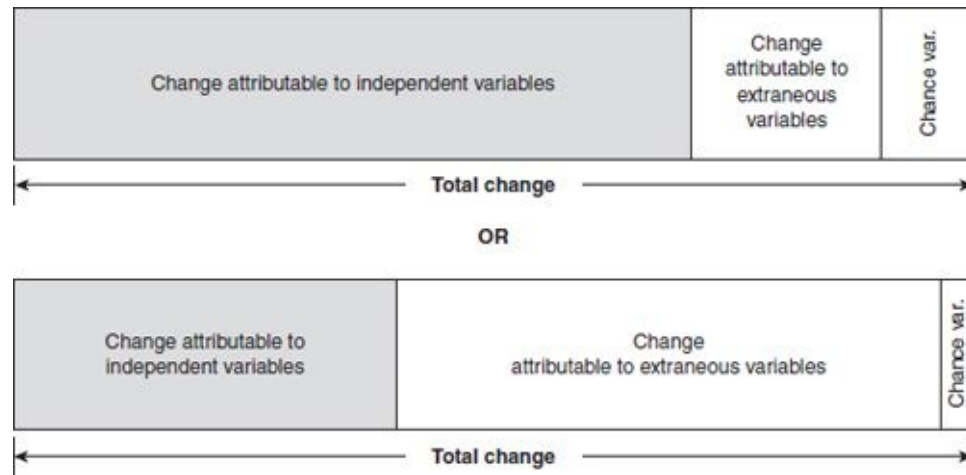 Change attributable to independent variables
Change
attributable to
extraneous
variables
Chance var.
Total change
OR
Change attributable to
independent variables
Change
attributable to extraneous variables
Chance var.
Total change